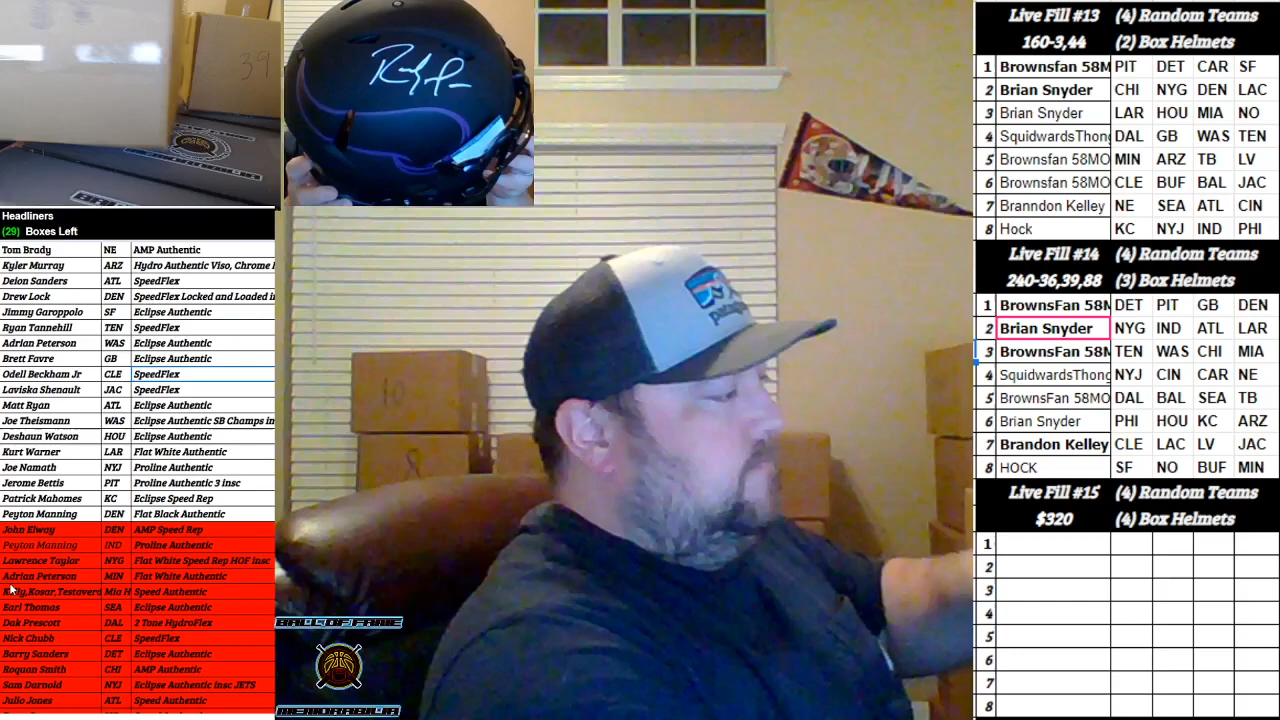 39
10
8
Headliners
(29) Boxes Left
Tom Brady NE AMP Authentic
Kyler Murray ARZ Hydro Authentic Viso, Chrome
Deion Sanders ATL SpeedFlex
Drew Lock DEN SpeedFlex Locked and Loaded i
Jimmy Garoppolo SF Eclipse Authentic
Ryan Tannehill TEN SpeedFlex
Adrian Peterson WAS Eclipse Authentic
Brett Favre GB Eclipse Authentic
Odell Beckham Jr CLE SpeedFlex
Laviska Shenault JAC SpeedFlex
Matt Ryan ATL Eclipse Authentic
Joe Theismann WAS Eclipse Authentic SB Champs in
Deshaun Watson HOU Eclipse Authentic
Kurt Warner LAR Flat White Authentic
Joe Namath NYJ Proline Authentic
Jerome Bettis PIT Proline Authentic 3 insc
Patrick Mahomes KC Eclipse Speed Rep
Peyton Manning DEN Flat Black Authentic
John Elway DEN AMP Speed Rep
Peyton Manning IND Proline Authentic
Lawrence Taylor NYG Flat White Speed Rep HOF insc
Adrian Peterson MIN Flat White Authentic
Kosar,Testaverd Mia H Speed Authentic
Earl Thomas SEA Eclipse Authentic
Dak Prescott DAL 2 Tone HydroFlex
Nick Chubb CLE SpeedFlex
Barry Sanders DET Eclipse Authentic
Roquan Smith CHI AMP Authentic
Sam Darnold NYJ Eclipse Authentic insc JETS
Julio Jones ATL Speed Authentic
BALL OF FAME
MEMORABILIA
Live Fill #13 (4) Random Teams
160-3,44 (2) Box Helmets
1 Brownsfan 58M PIT DET CAR SF
2 Brian Snyder CHI NYG DEN LAC
3 Brian Snyder LAR HOU MIA NO
4 SquidwardsThong DAL GB WAS TEN
5 Brownsfan 58MO MIN ARZ TB LV
6 Brownsfan 58MO CLE BUF BAL JAC
7 Branndon Kelley NE SEA ATL CIN
8 Hock KC NYJ IND PHI
Live Fill #14 (4) Random Teams
240-36,39,88 (3) Box Helmets
1 BrownsFan 58M DET PIT GB DEN
2 Brian Snyder NYG IND ATL LAR
3 BrownsFan 58M TEN WAS CHI MIA
4 SquidwardsThong NYJ CIN CAR NE
5 BrownsFan 58MO DAL BAL SEA TB
6 Brian Snyder PHI HOU KC ARZ
7 Brandon Kelley CLE LAC LV JAC
8 HOCK SF NO BUF MIN
Live Fill #15 (4) Random Teams
$320 (4) Box Helmets
1
2
3
4
5
6
7
8